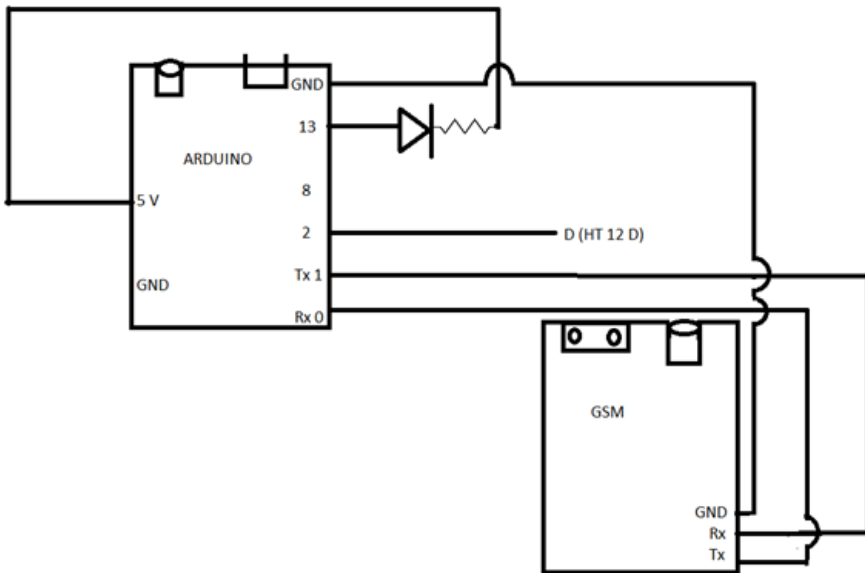 GND
13
ARDUINO
8
5 V
2
D (HT 12 D)
Tx 1
GND
Rx 0
GSM
GND
Rx
Tx